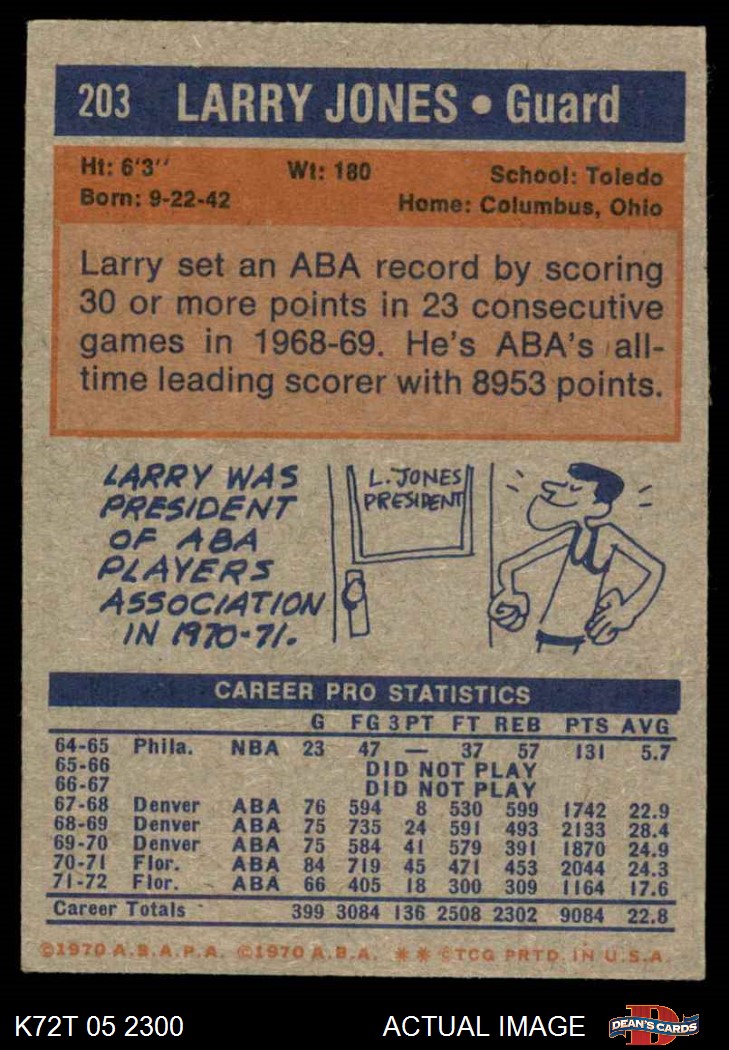 203 LARRY JONES • Guard
Ht: 6'3'' Wt: 180 School: Toledo
Born: 9-22-42 Home: Columbus, Ohio
Larry set an ABA record by scoring
30 or more points in 23 consecutive
games in 1968-69. He's ABA's all-
time leading scorer with 8953 points.
LARRY WAS
PRESIDENT
OF ABA
PLAYERS
ASSOCIATION
IN 1970-71.
L. JONES
PRESIDENT
CAREER PRO STATISTICS
G FG 3 PT FT REB PTS AVG
64-65 Phila. NBA 23 47 — 37 57 131 5.7
65-66 DID NOT PLAY
66-67 DID NOT PLAY
67-68 Denver ABA 76 594 8 530 599 1742 22.9
68-69 Denver ABA 75 735 24 591 493 2133 28.4
69-70 Denver ABA 75 584 41 579 391 1870 24.9
70-71 Flor. ABA 84 719 45 471 453 2044 24.3
71-72 Flor. ABA 66 405 18 300 309 1164 17.6
Career Totals 399 3084 136 2508 2302 9084 22.8
©1970 A.B.A.P.A. ©1970 A.B.A. ** ©TCG PRTD. IN U.S.A.
K72T 05 2300 ACTUAL IMAGE D DEAN'S CARDS